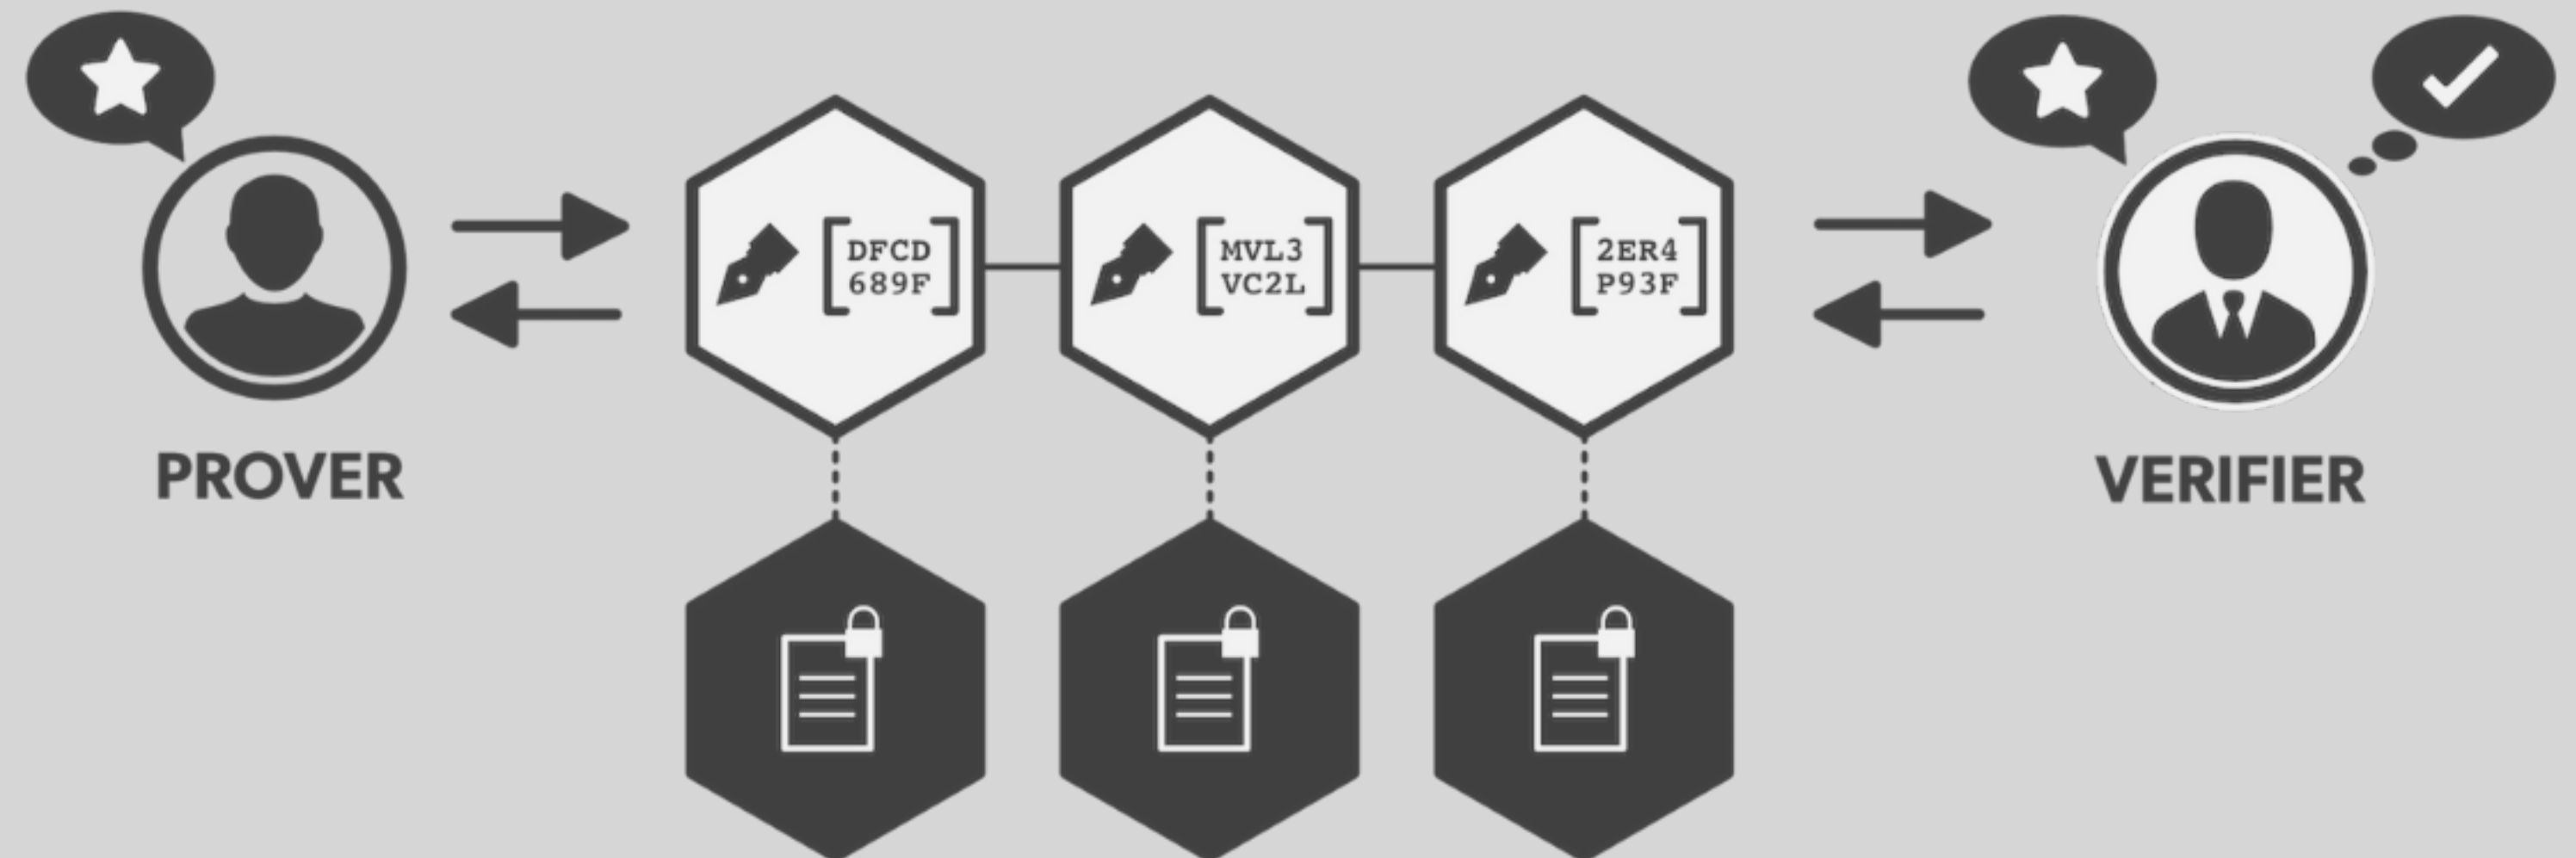 DFCD
689F
MVL3
VC2L
2ER4
P93F
PROVER
VERIFIER